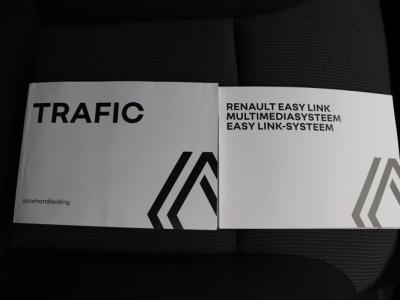 TRAFIC
autohandleiding
RENAULT EASY LINK
MULTIMEDIASYSTEEM
EASY LINK-SYSTEEM